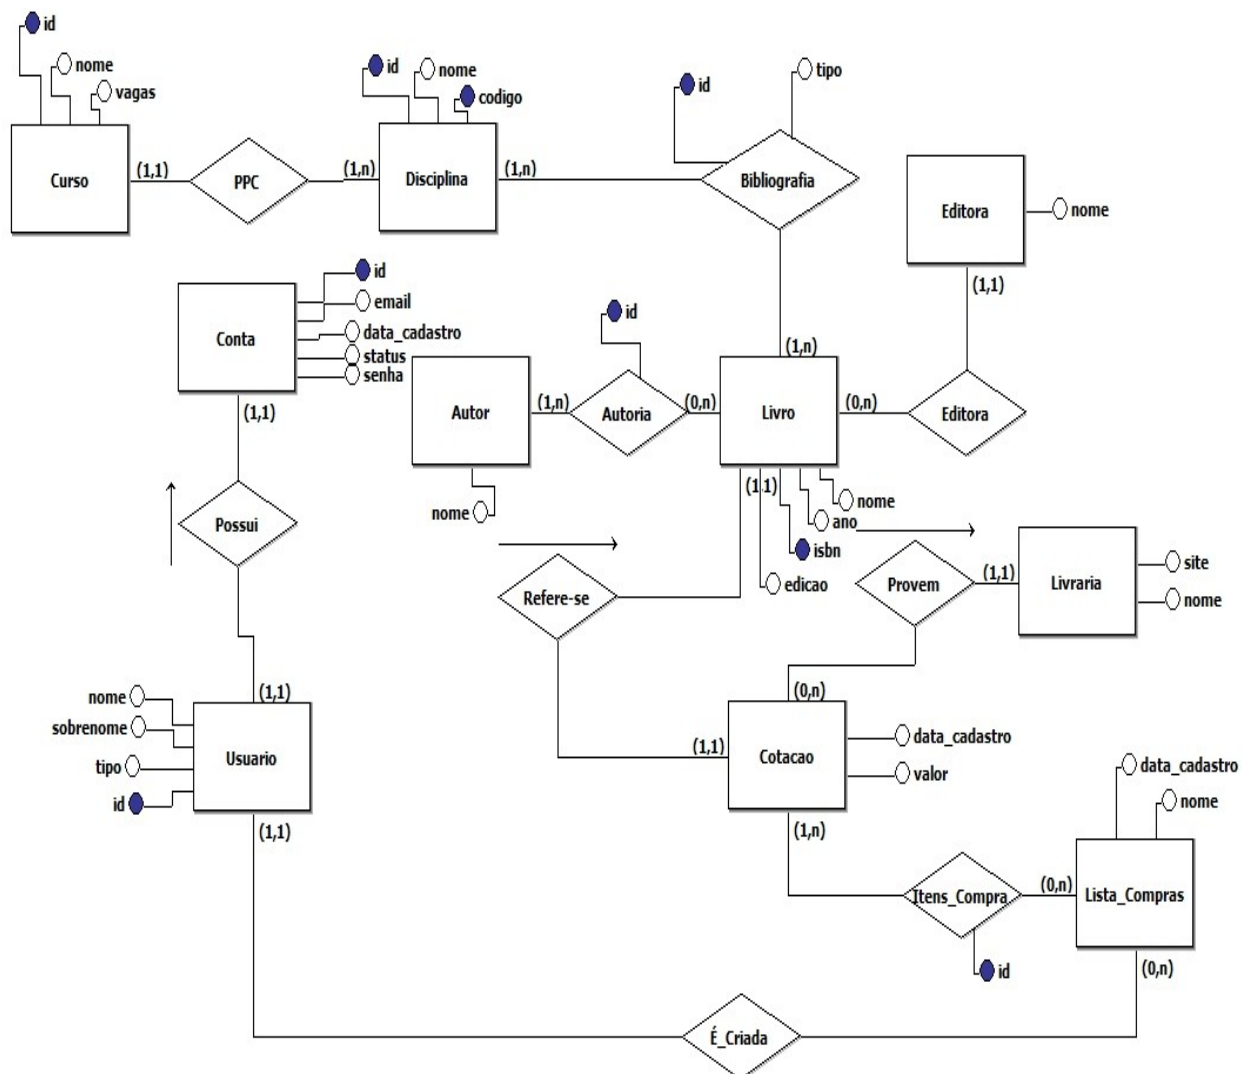 id
nome
vagas
Curso
(1,1)
PPC
(1,n)
id
nome
codigo
Disciplina
(1,n)
id
tipo
Bibliografia
Editora
nome
(1,1)
Conta
id
email
data_cadastro
status
senha
(1,1)
id
Autor
(1,n)
Autoria
(0,n)
(1,n)
Livro
(0,n)
Editora
nome
(1,1)
nome
ano
isbn
edicao
Possui
Refere-se
Provem
(1,1)
Livraria
site
nome
(1,1)
nome
sobrenome
tipo
id
Usuario
(1,1)
(0,n)
(1,1)
Cotacao
data_cadastro
valor
(1,n)
data_cadastro
nome
Itens_Compra
(0,n)
Lista_Compras
id
(0,n)
É_Criada